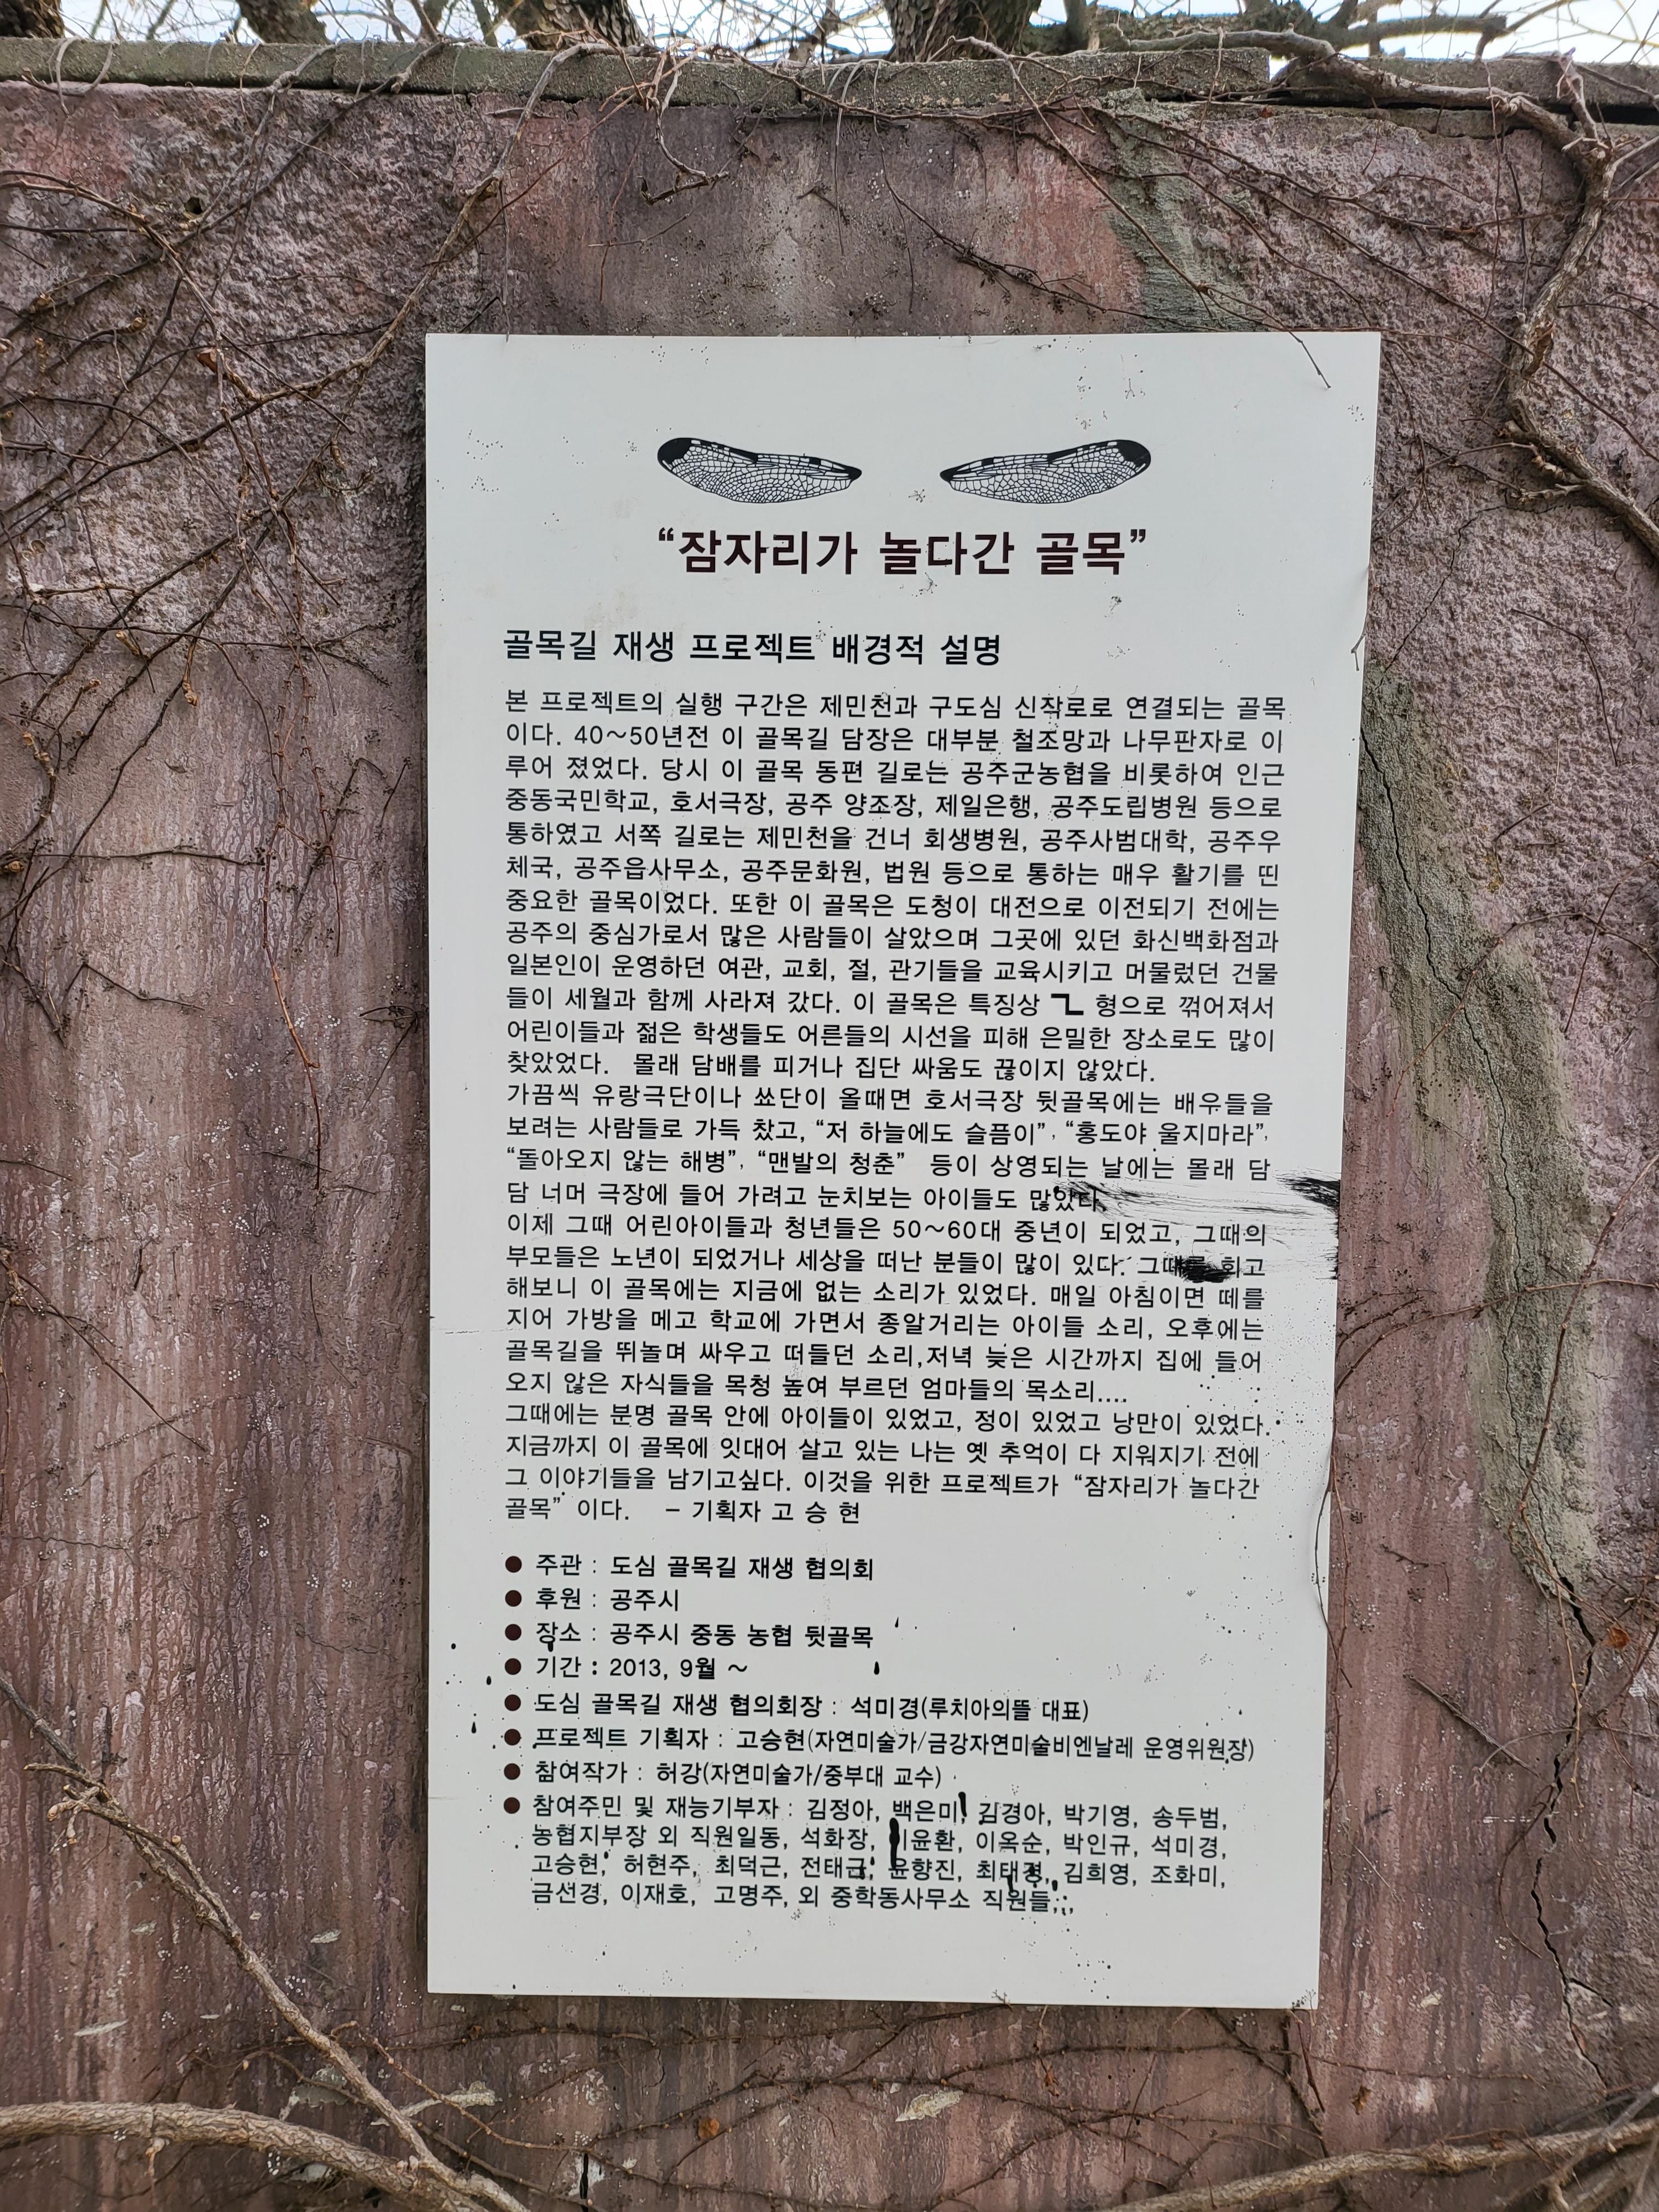 “잠자리가 놀다간 골목”
골목길 재생 프로젝트 배경적 설명
본 프로젝트의 실행 구간은 제민천과 구도심 신작로로 연결되는 골목
이다. 40~50년전 이 골목길 담장은 대부분 철조망과 나무판자로 이
루어 졌었다. 당시 이 골목 동편 길로는 공주군농협을 비롯하여 인근
중동국민학교, 호서극장, 공주 양조장, 제일은행, 공주도립병원 등으로
통하였고 서쪽 길로는 제민천을 건너 회생병원, 공주사범대학, 공주우
체국, 공주읍사무소, 공주문화원, 법원 등으로 통하는 매우 활기를 띤
중요한 골목이었다. 또한 이 골목은 도청이 대전으로 이전되기 전에는
공주의 중심가로서 많은 사람들이 살았으며 그곳에 있던 화신백화점과
일본인이 운영하던 여관, 교회, 절, 관기들을 교육시키고 머물렀던 건물
들이 세월과 함께 사라져 갔다. 이 골목은 특징상 형으로 꺾어져서
어린이들과 젊은 학생들도 어른들의 시선을 피해 은밀한 장소로도 많이
찾았었다. 몰래 담배를 피거나 집단 싸움도 끊이지 않았다.
가끔씩 유랑극단이나 쑈단이 올때면 호서극장 뒷골목에는 배우들을
보려는 사람들로 가득 찼고, “저 하늘에도 슬픔이”, “홍도야 울지마라”,
“돌아오지 않는 해병”, “맨발의 청춘” 등이 상영되는 날에는 몰래 담
담 너머 극장에 들어 가려고 눈치보는 아이들도 많았다.
이제 그때 어린아이들과 청년들은 50~60대 중년이 되었고, 그때의
부모들은 노년이 되었거나 세상을 떠난 분들이 많이 있다. 그때를 회고
해보니 이 골목에는 지금에 없는 소리가 있었다. 매일 아침이면 떼를
지어 가방을 메고 학교에 가면서 종알거리는 아이들 소리, 오후에는
골목길을 뛰놀며 싸우고 떠들던 소리,저녁 늦은 시간까지 집에 들어
오지 않은 자식들을 목청 높여 부르던 엄마들의 목소리....
그때에는 분명 골목 안에 아이들이 있었고, 정이 있었고 낭만이 있었다.
지금까지 이 골목에 잇대어 살고 있는 나는 옛 추억이 다 지워지기 전에
그 이야기들을 남기고싶다. 이것을 위한 프로젝트가 “잠자리가 놀다간
골목” 이다. - 기획자 고 승 현
● 주관 : 도심 골목길 재생 협의회
● 후원 : 공주시
● 장소 : 공주시 중동 농협 뒷골목
● 기간 : 2013, 9월 ~
● 도심 골목길 재생 협의회장 : 석미경(루치아의뜰 대표)
● 프로젝트 기획자 : 고승현(자연미술가/금강자연미술비엔날레 운영위원장)
● 참여작가 : 허강(자연미술가/중부대 교수)
● 참여주민 및 재능기부자 : 김정아, 백은미, 김경아, 박기영, 송두범,
농협지부장 외 직원일동, 석화장, 이윤환, 이옥순, 박인규, 석미경,
고승현, 허현주, 최덕근, 전태근, 윤향진, 최태경, 김희영, 조화미,
금선경, 이재호, 고명주, 외 중학동사무소 직원들;;,